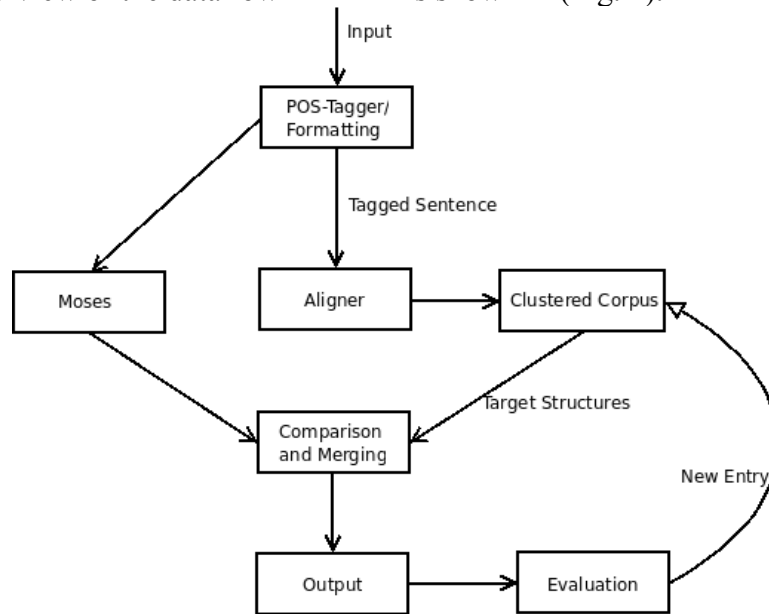 Input
POS-Tagger/
Formatting
Tagged Sentence
Moses
Aligner
Clustered Corpus
Target Structures
Comparison
and Merging
New Entry
Output
Evaluation